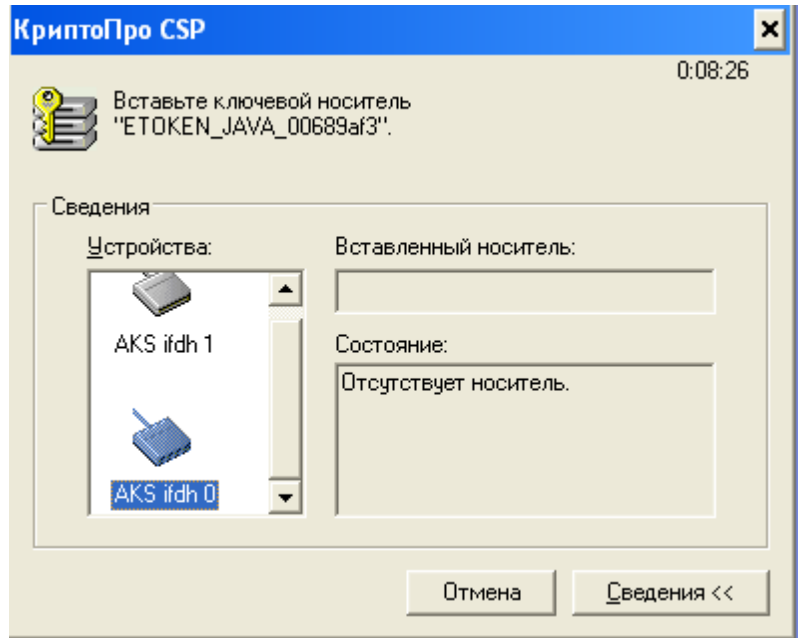 КриптоПро CSP
0:08:26
Вставьте ключевой носитель
"ETOKEN_JAVA_00689af3".
Сведения
Устройства:
Вставленный носитель:
AKS ifdh 1
Состояние:
Отсутствует носитель.
AKS ifdh 0
Отмена
Сведения <<